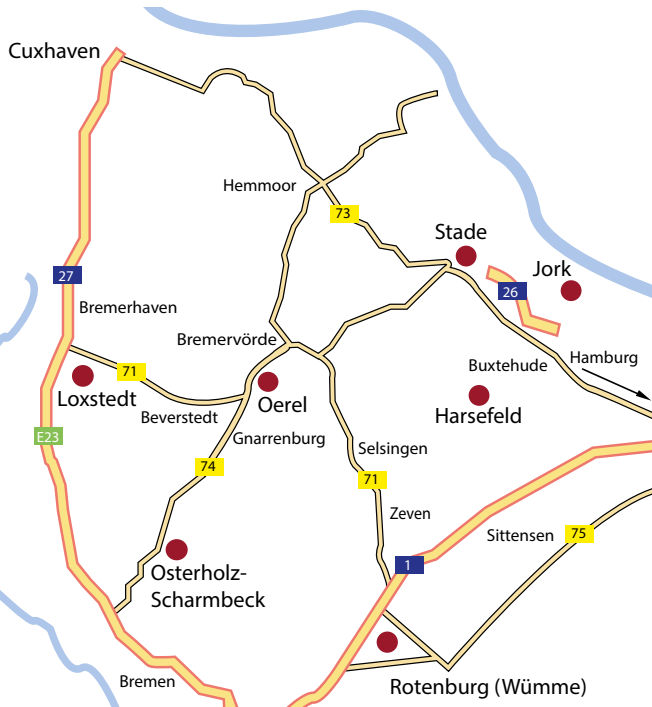 Cuxhaven
Hemmoor
73
Stade
27
26
Jork
Bremerhaven
Bremervörde
Hamburg
Buxtehude
71
Loxstedt
Oerel
Harsefeld
Beverstedt
Gnarrenburg
E23
Selsingen
74
71
Zeven
Sittensen
75
1
Osterholz-
Scharmbeck
Bremen
Rotenburg (Wümme)